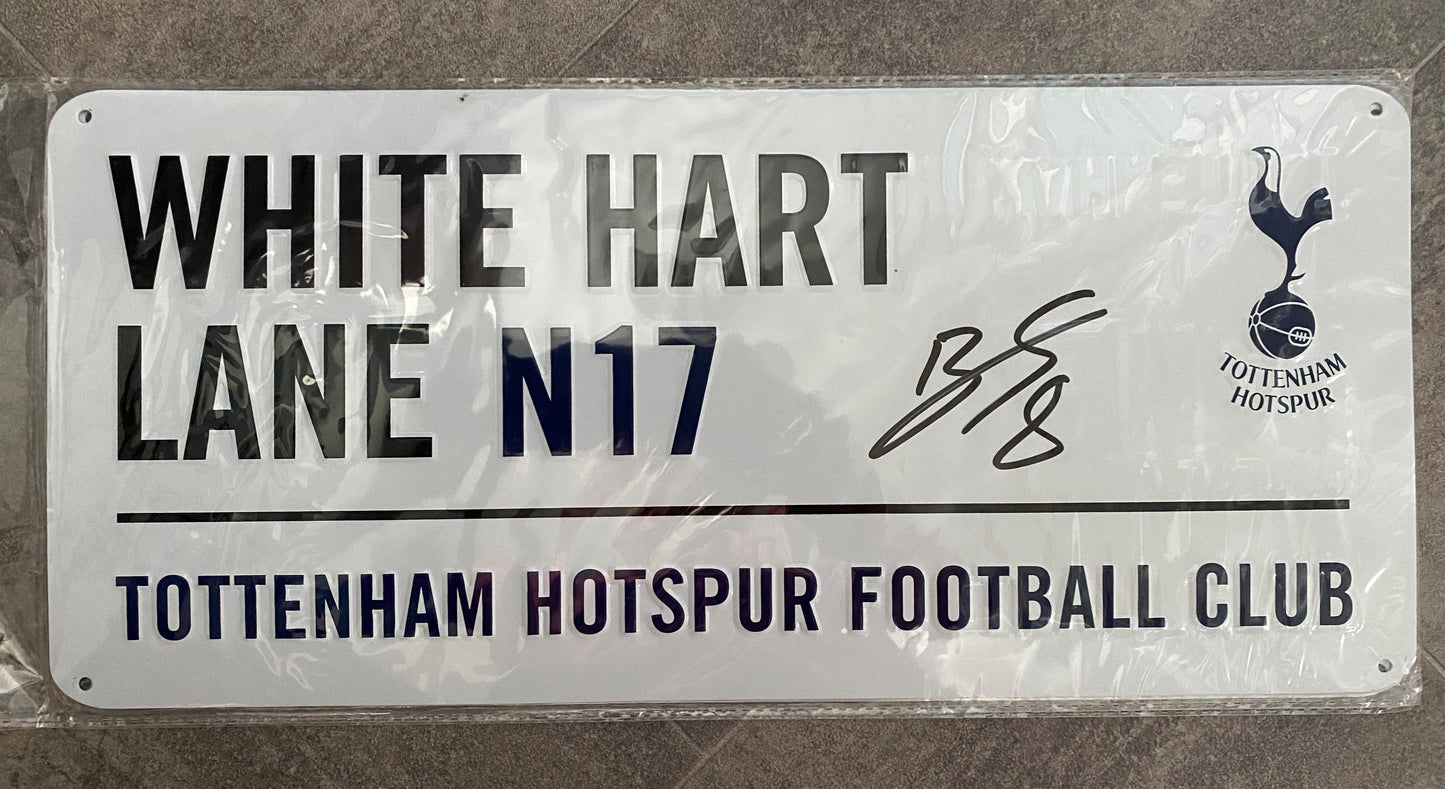 WHITE HART
LANE N17
TOTTENHAM
HOTSPUR
TOTTENHAM HOTSPUR FOOTBALL CLUB